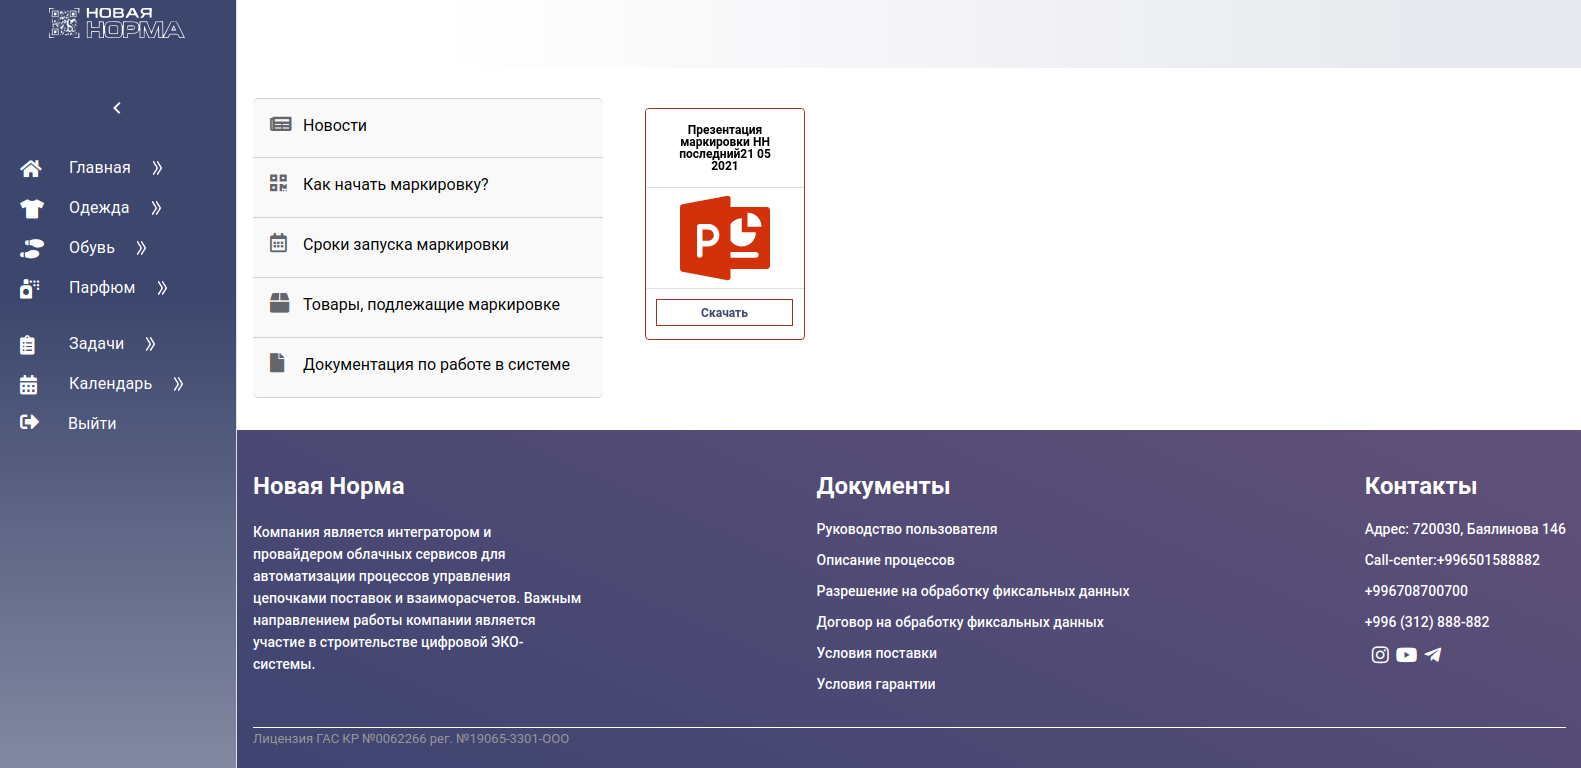 НОВАЯ
НОРМА
Главная
Одежда
Обувь
Парфюм
Задачи
Календарь
Выйти
Новости
Как начать маркировку?
Сроки запуска маркировки
Товары, подлежащие маркировке
Документация по работе в системе
Презентация
маркировки НН
последний21 05
2021
P
Скачать
Новая Норма
Компания является интегратором и
провайдером облачных сервисов для
автоматизации процессов управления
цепочками поставок и взаиморасчетов. Важным
направлением работы компании является
участие в строительстве цифровой ЭКО-
системы.
Документы
Руководство пользователя
Описание процессов
Разрешение на обработку фиксальных данных
Договор на обработку фиксальных данных
Условия поставки
Условия гарантии
Контакты
Адрес: 720030, Баялинова 146
Call-center:+996501588882
+996708700700
+996 (312) 888-882
Лицензия ГАС КР №0062266 рег. №19065-3301-ООО